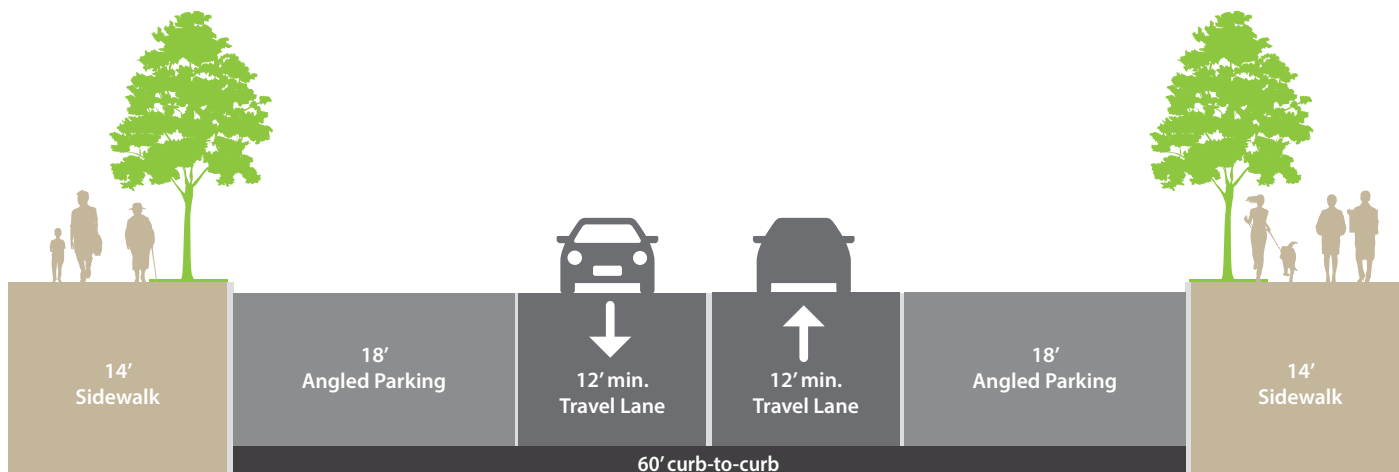 14’
Sidewalk
18’
Angled Parking
12’ min.
Travel Lane
12’ min.
Travel Lane
18’
Angled Parking
14’
Sidewalk
60’ curb-to-curb